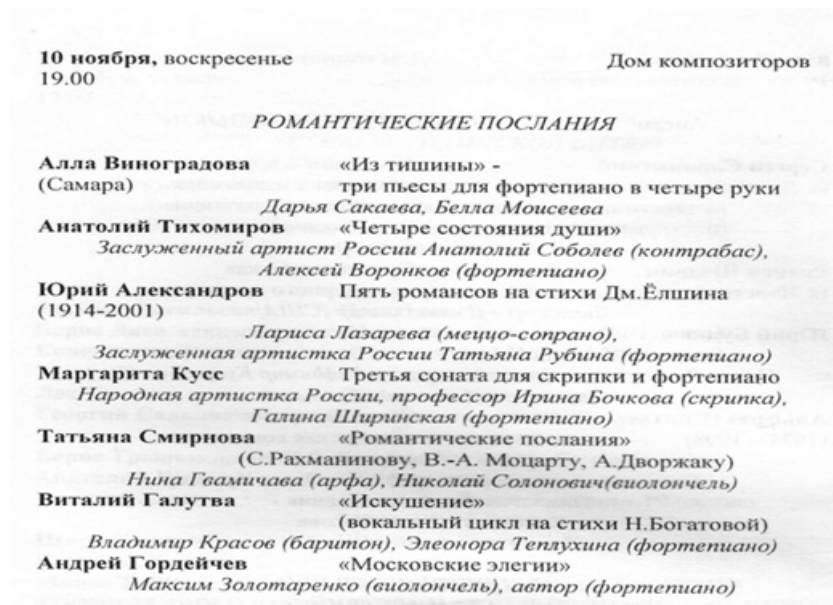 10 ноября, воскресенье Дом композиторов
19.00
РОМАНТИЧЕСКИЕ ПОСЛАНИЯ
Алла Виноградова «Из тишины» -
(Самара) три пьесы для фортепиано в четыре руки
Дарья Сакаева, Белла Моисеева
Анатолий Тихомиров «Четыре состояния души»
Заслуженный артист России Анатолий Соболев (контрабас),
Алексей Воронков (фортепиано)
Юрий Александров Пять романсов на стихи Дм.Ёлшина
(1914-2001)
Лариса Лазарева (меццо-сопрано),
Заслуженная артистка России Татьяна Рубина (фортепиано)
Маргарита Кусс Третья соната для скрипки и фортепиано
Народная артистка России, профессор Ирина Бочкова (скрипка),
Галина Ширинская (фортепиано)
Татьяна Смирнова «Романтические послания»
(С.Рахманинову, В.-А. Моцарту, А.Дворжаку)
Нина Гвамичава (арфа), Николай Солонович(виолончель)
Виталий Галутва «Искушение»
(вокальный цикл на стихи Н.Богатовой)
Владимир Красов (баритон), Элеонора Теплухина (фортепиано)
Андрей Гордейчев «Московские элегии»
Максим Золотаренко (виолончель), автор (фортепиано)